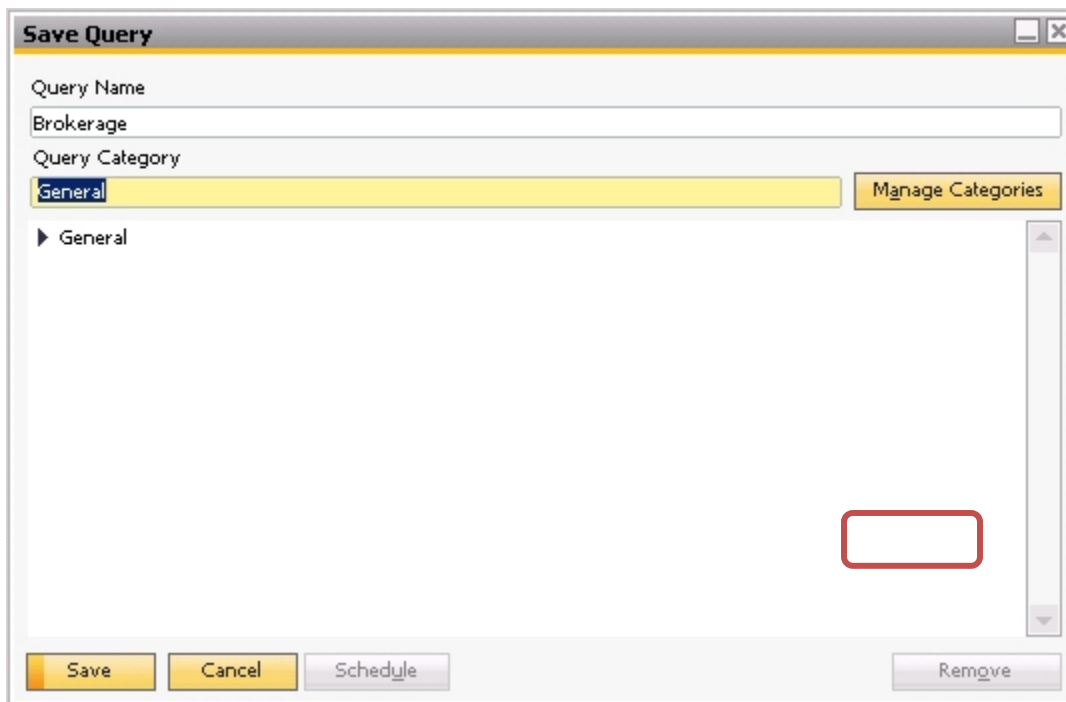 Save Query
Query Name
Brokerage
Query Category
General
Manage Categories
General
Save
Cancel
Schedule
Remove